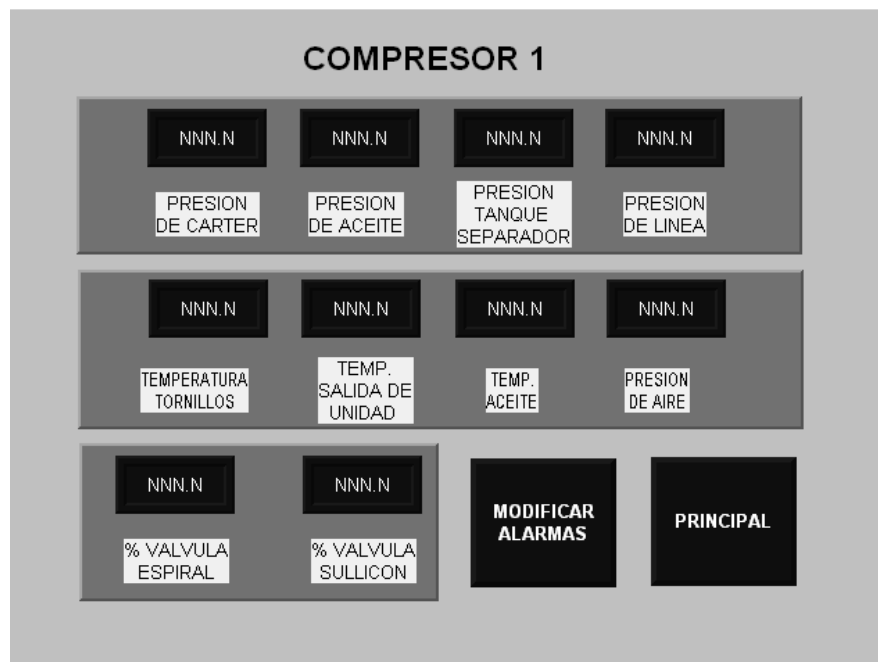 COMPRESOR 1
NNN.N NNN.N NNN.N NNN.N
PRESION
DE CARTER
PRESION
DE ACEITE
PRESION
TANQUE
SEPARADOR
PRESION
DE LINEA
NNN.N NNN.N NNN.N NNN.N
TEMPERATURA
TORNILLOS
TEMP.
SALIDA DE
UNIDAD
TEMP.
ACEITE
PRESION
DE AIRE
NNN.N NNN.N
% VALVULA
ESPIRAL
% VALVULA
SULLICON
MODIFICAR
ALARMAS
PRINCIPAL